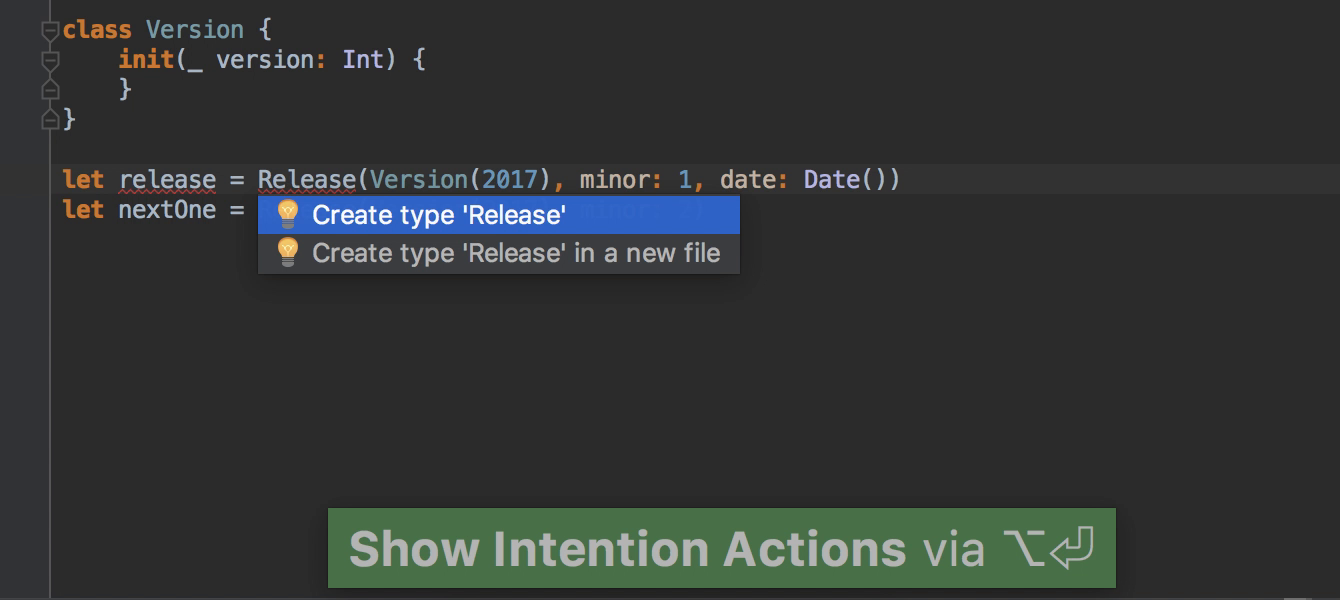 class Version {
    init(_ version: Int) {
    }
}
let release = Release(Version(2017), minor: 1, date: Date())
let nextOne =
Create type 'Release'
Create type 'Release' in a new file
Show Intention Actions via ⌥⏎